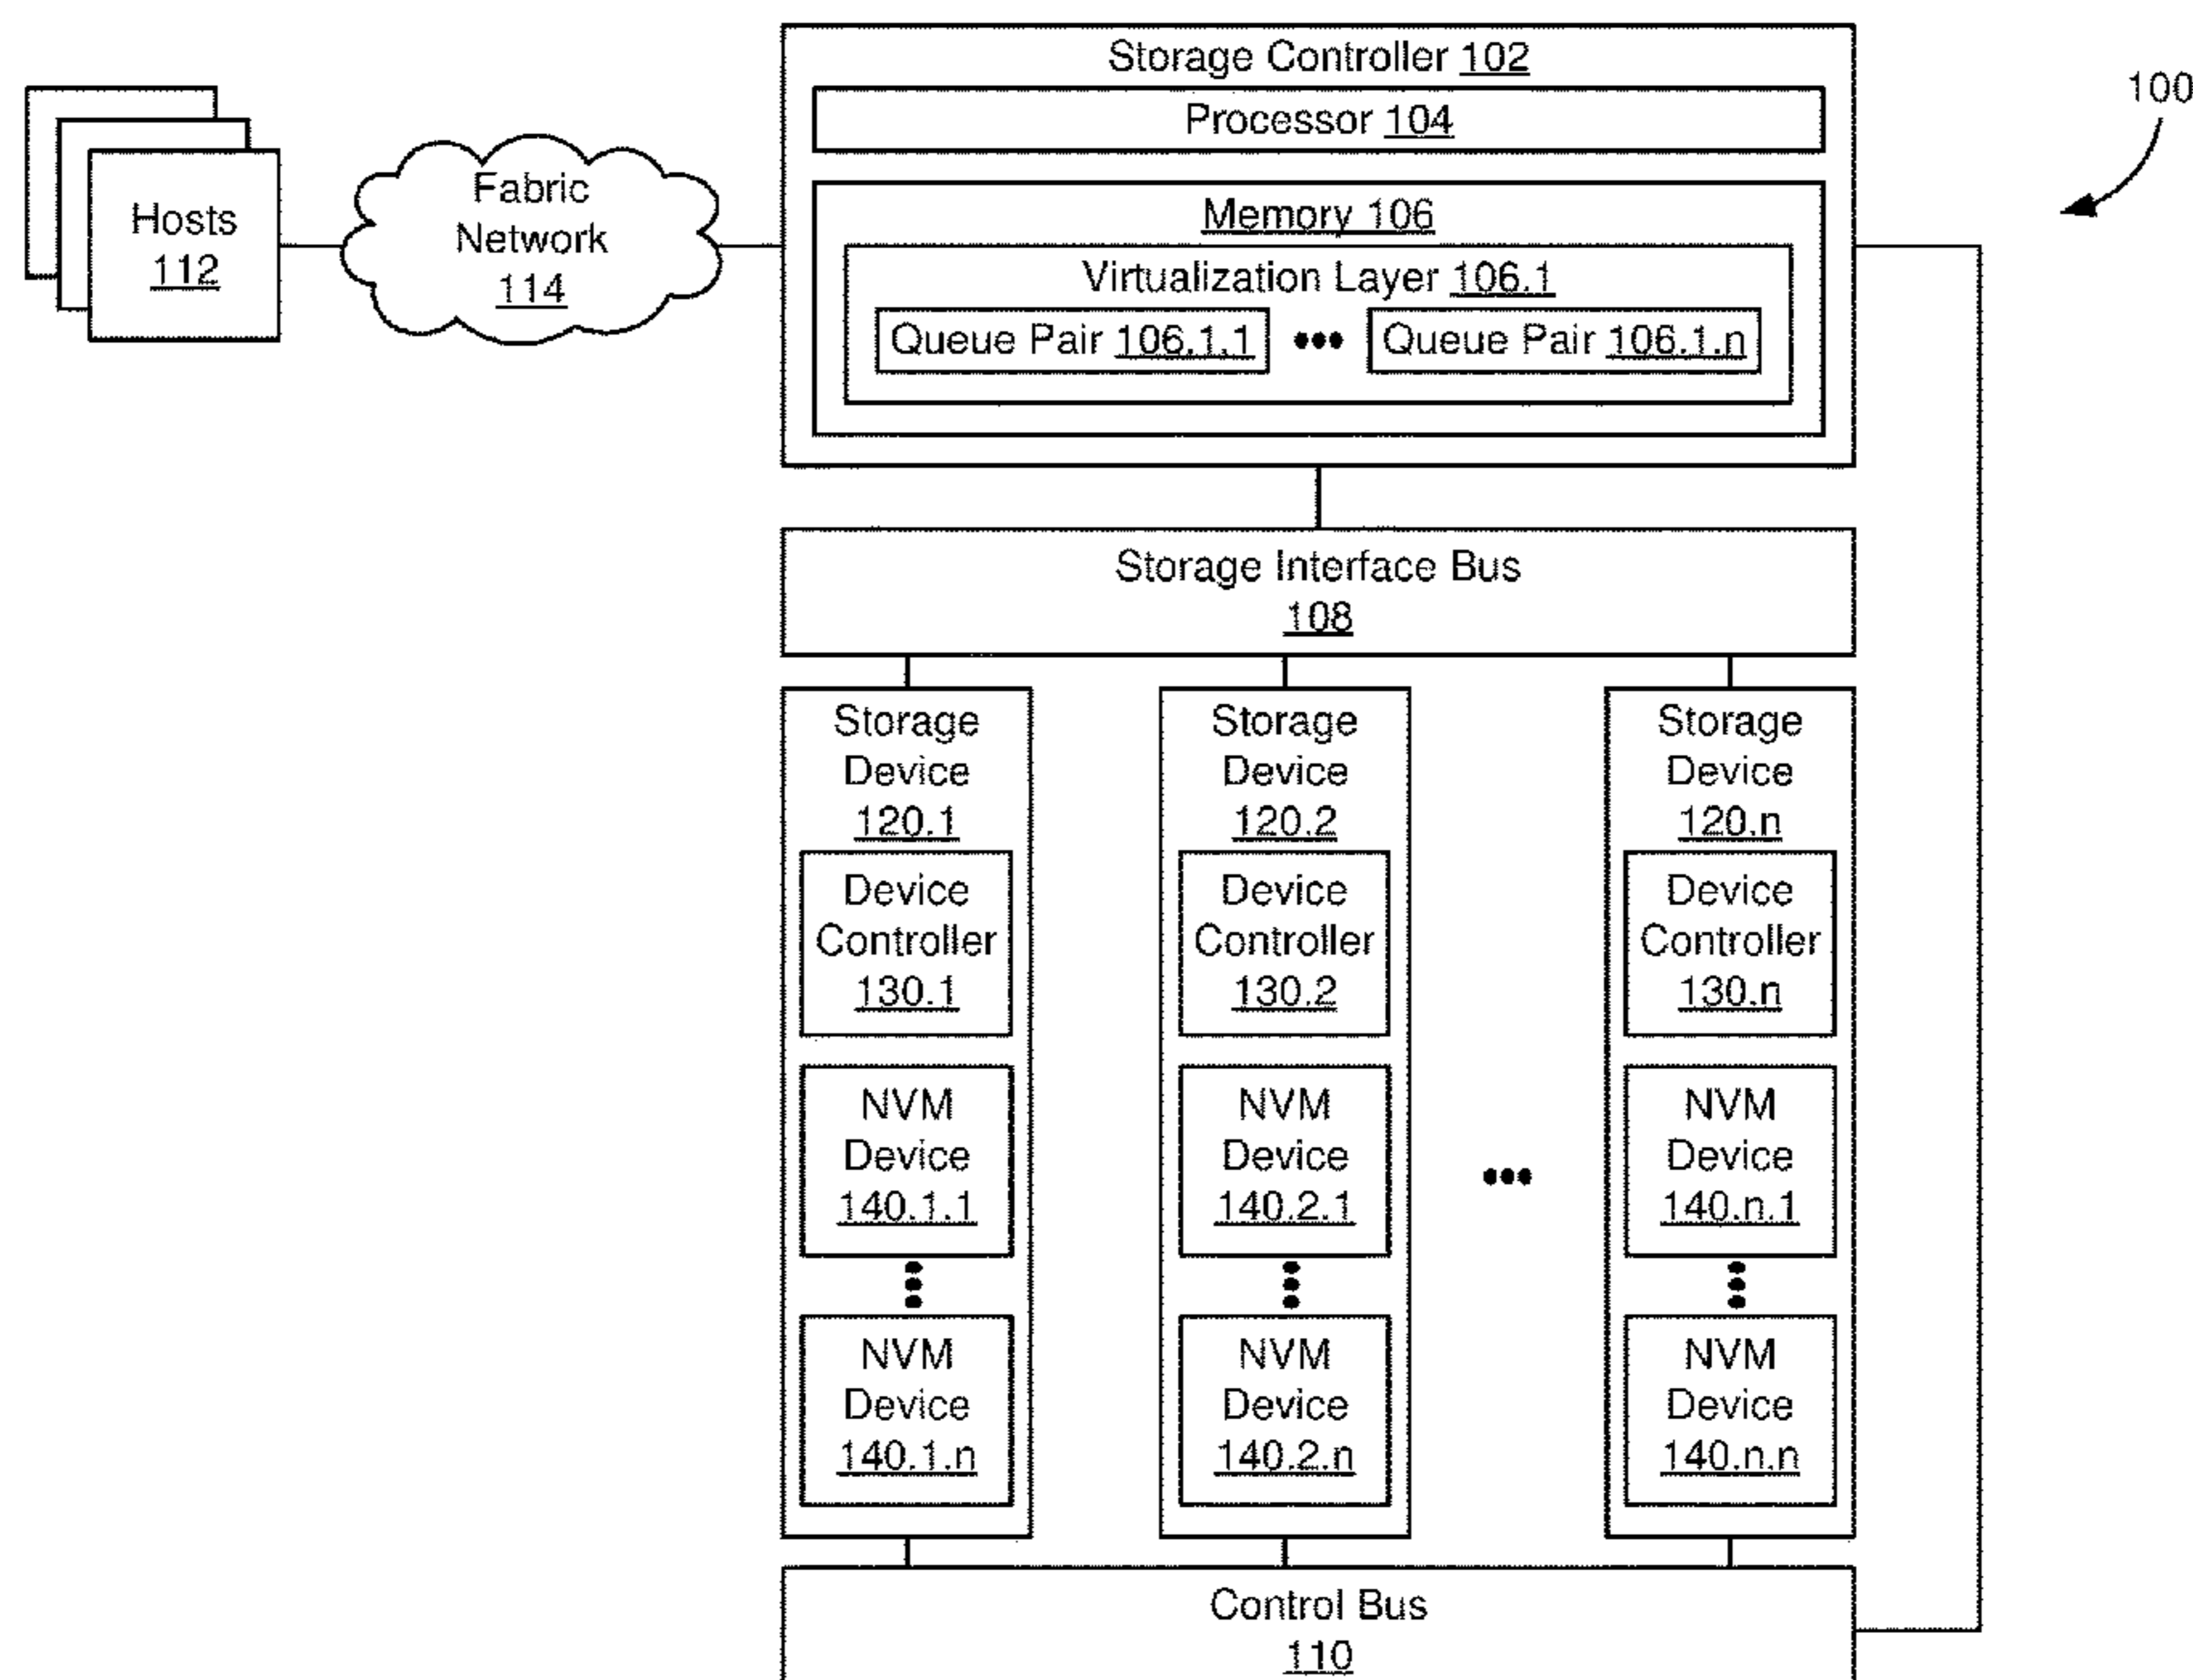 Storage Controller 102
100
Processor 104
Hosts
112
Fabric
Network
114
Memory 106
Virtualization Layer 106.1
Queue Pair 106.1.1 ••• Queue Pair 106.1.n
Storage Interface Bus
108
Storage
Device
120.1
Device
Controller
130.1
NVM
Device
140.1.1
NVM
Device
140.1.n
Storage
Device
120.2
Device
Controller
130.2
NVM
Device
140.2.1
NVM
Device
140.2.n
•••
Storage
Device
120.n
Device
Controller
130.n
NVM
Device
140.n.1
NVM
Device
140.n.n
Control Bus
110